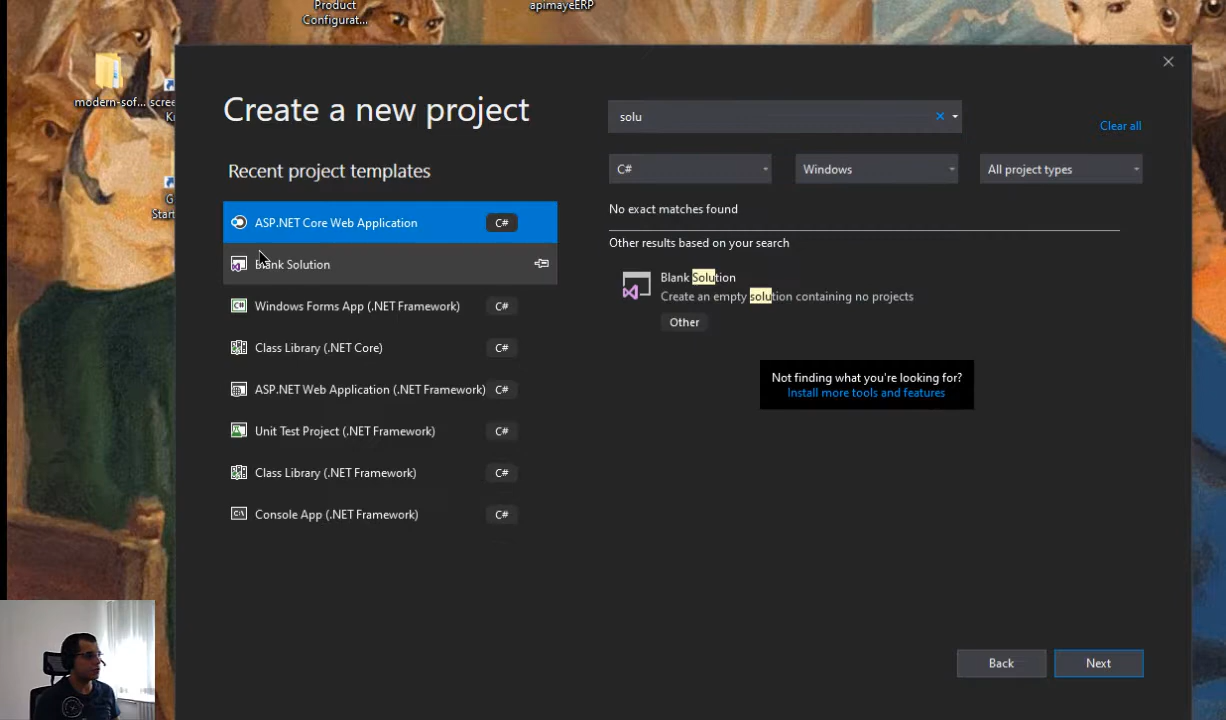 Product
Configurat...
apimayeERP
modern-sof...
scree
Ki
G
Start
Create a new project
solu
Clear all
Recent project templates
C#
Windows
All project types
ASP.NET Core Web Application
C#
No exact matches found
Other results based on your search
Solution
Blank Solution
Create an empty solution containing no projects
Other
Windows Forms App (.NET Framework)
C#
Class Library (.NET Core)
C#
Not finding what you're looking for?
Install more tools and features
ASP.NET Web Application (.NET Framework)
C#
Unit Test Project (.NET Framework)
C#
Class Library (.NET Framework)
C#
Console App (.NET Framework)
C#
Back
Next